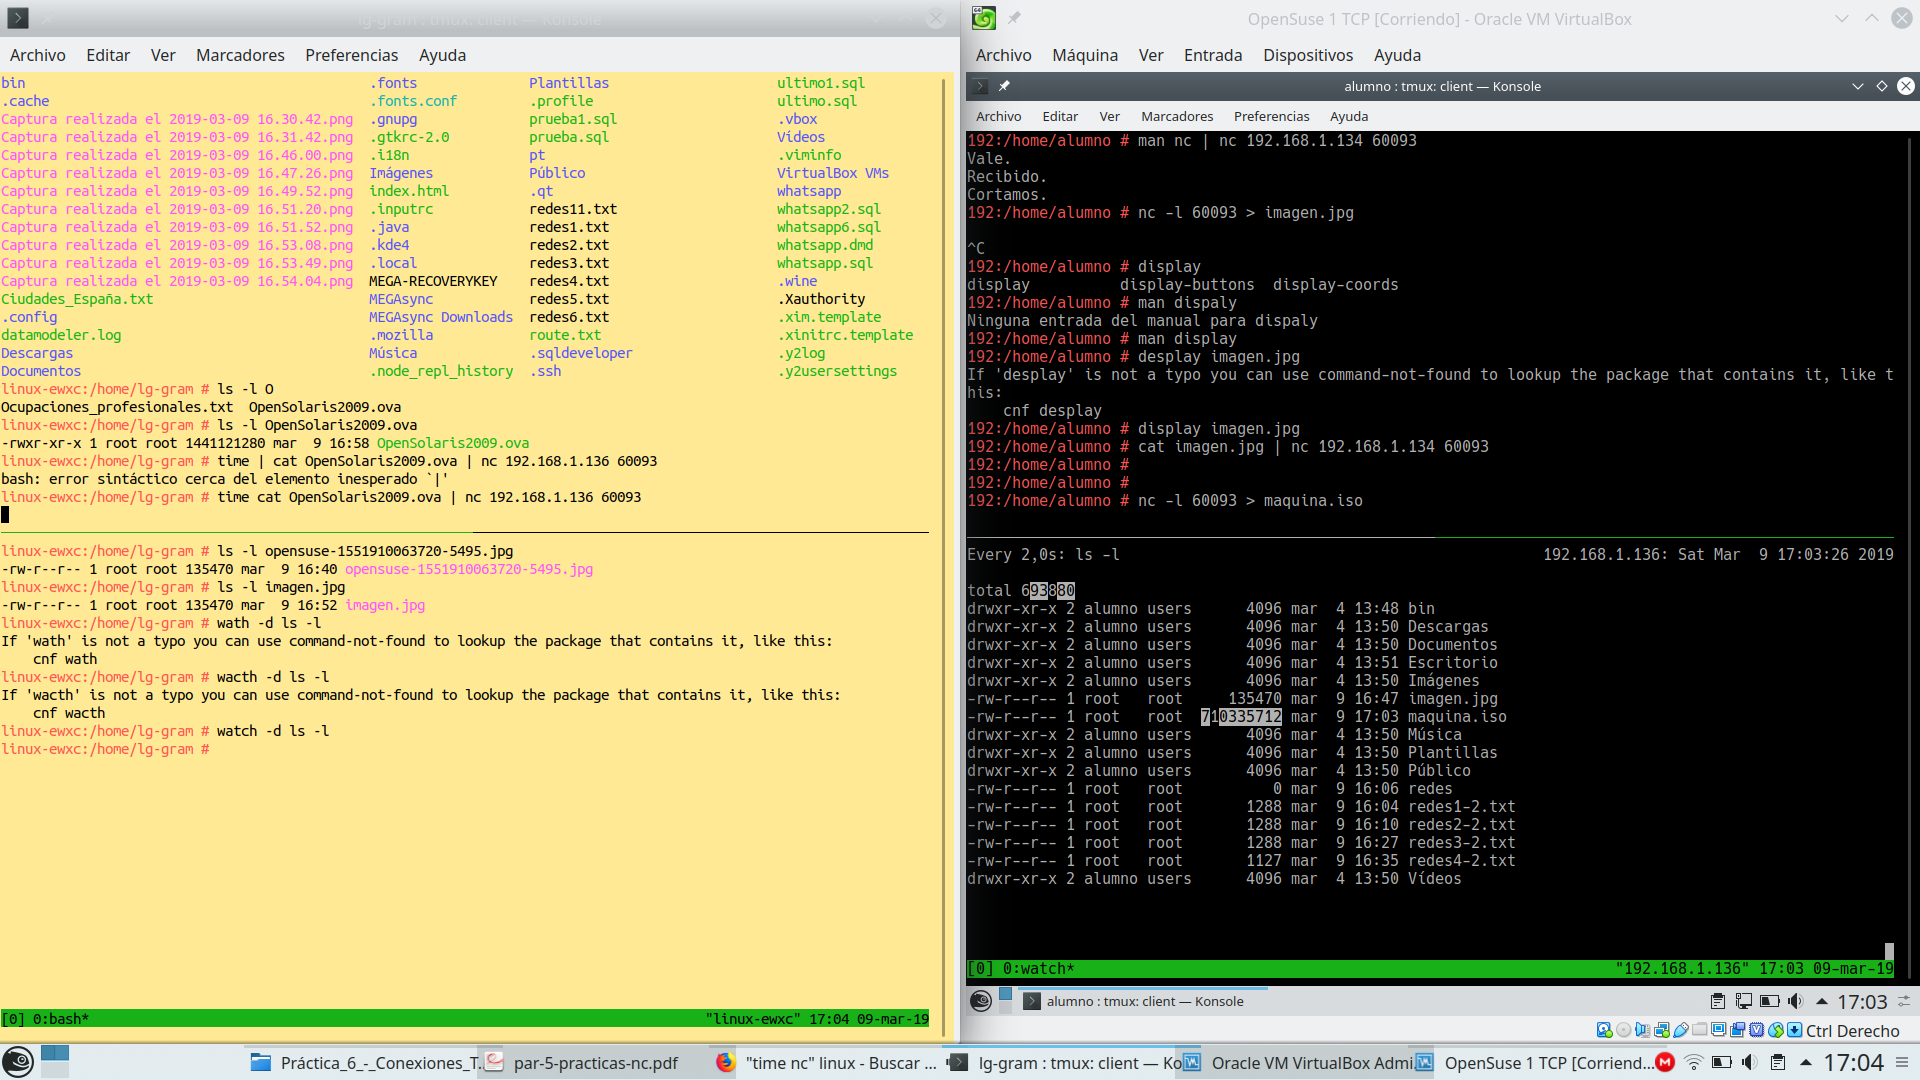 lg-gram : tmux: client — Konsole
Archivo Editar Ver Marcadores Preferencias Ayuda
bin .fonts Plantillas ultimo1.sql
.cache .fonts.conf .profile ultimo.sql
Captura realizada el 2019-03-09 16.30.42.png .gnupg prueba1.sql .vbox
Captura realizada el 2019-03-09 16.31.42.png .gtkrc-2.0 prueba.sql Vídeos
Captura realizada el 2019-03-09 16.46.00.png .i18n pt .viminfo
Captura realizada el 2019-03-09 16.47.26.png Imágenes Público VirtualBox VMs
Captura realizada el 2019-03-09 16.49.52.png index.html .qt whatsapp
Captura realizada el 2019-03-09 16.51.20.png .inputrc redes11.txt whatsapp2.sql
Captura realizada el 2019-03-09 16.51.52.png .java redes1.txt whatsapp6.sql
Captura realizada el 2019-03-09 16.53.08.png .kde4 redes2.txt whatsapp.dmd
Captura realizada el 2019-03-09 16.53.49.png .local redes3.txt whatsapp.sql
Captura realizada el 2019-03-09 16.54.04.png MEGA-RECOVERYKEY redes4.txt .wine
Ciudades_España.txt MEGAsync redes5.txt .Xauthority
.config MEGAsync Downloads redes6.txt .xim.template
datamodeler.log .mozilla route.txt .xinitrc.template
Descargas Música .sqldeveloper .y2log
Documentos .node_repl_history .ssh .y2usersettings
linux-ewxc:/home/lg-gram # ls -l O
Ocupaciones_profesionales.txt OpenSolaris2009.ova
linux-ewxc:/home/lg-gram # ls -l OpenSolaris2009.ova
-rwxr-xr-x 1 root root 1441121280 mar 9 16:58 OpenSolaris2009.ova
linux-ewxc:/home/lg-gram # time | cat OpenSolaris2009.ova | nc 192.168.1.136 60093
bash: error sintáctico cerca del elemento inesperado `|'
linux-ewxc:/home/lg-gram # time cat OpenSolaris2009.ova | nc 192.168.1.136 60093
linux-ewxc:/home/lg-gram # ls -l opensuse-1551910063720-5495.jpg
-rw-r--r-- 1 root root 135470 mar 9 16:40 opensuse-1551910063720-5495.jpg
linux-ewxc:/home/lg-gram # ls -l imagen.jpg
-rw-r--r-- 1 root root 135470 mar 9 16:52 imagen.jpg
linux-ewxc:/home/lg-gram # wath -d ls -l
If 'wath' is not a typo you can use command-not-found to lookup the package that contains it, like this:
cnf wath
linux-ewxc:/home/lg-gram # wacth -d ls -l
If 'wacth' is not a typo you can use command-not-found to lookup the package that contains it, like this:
cnf wacth
linux-ewxc:/home/lg-gram # watch -d ls -l
linux-ewxc:/home/lg-gram #
[0] 0:bash* "linux-ewxc" 17:04 09-mar-19
OpenSuse 1 TCP [Corriendo] - Oracle VM VirtualBox
Archivo Máquina Ver Entrada Dispositivos Ayuda
alumno : tmux: client — Konsole
Archivo Editar Ver Marcadores Preferencias Ayuda
192:/home/alumno # man nc | nc 192.168.1.134 60093
Vale.
Recibido.
Cortamos.
192:/home/alumno # nc -l 60093 > imagen.jpg
^C
192:/home/alumno # display
display display-buttons display-coords
192:/home/alumno # man dispaly
Ninguna entrada del manual para dispaly
192:/home/alumno # man display
192:/home/alumno # desplay imagen.jpg
If 'desplay' is not a typo you can use command-not-found to lookup the package that contains it, like t
his:
cnf desplay
192:/home/alumno # display imagen.jpg
192:/home/alumno # cat imagen.jpg | nc 192.168.1.134 60093
192:/home/alumno #
192:/home/alumno #
192:/home/alumno # nc -l 60093 > maquina.iso
Every 2,0s: ls -l 192.168.1.136: Sat Mar 9 17:03:26 2019
total 693880
drwxr-xr-x 2 alumno users 4096 mar 4 13:48 bin
drwxr-xr-x 2 alumno users 4096 mar 4 13:50 Descargas
drwxr-xr-x 2 alumno users 4096 mar 4 13:50 Documentos
drwxr-xr-x 2 alumno users 4096 mar 4 13:51 Escritorio
drwxr-xr-x 2 alumno users 4096 mar 4 13:50 Imágenes
-rw-r--r-- 1 root root 135470 mar 9 16:47 imagen.jpg
-rw-r--r-- 1 root root 710335712 mar 9 17:03 maquina.iso
drwxr-xr-x 2 alumno users 4096 mar 4 13:50 Música
drwxr-xr-x 2 alumno users 4096 mar 4 13:50 Plantillas
drwxr-xr-x 2 alumno users 4096 mar 4 13:50 Público
-rw-r--r-- 1 root root 0 mar 9 16:06 redes
-rw-r--r-- 1 root root 1288 mar 9 16:04 redes1-2.txt
-rw-r--r-- 1 root root 1288 mar 9 16:10 redes2-2.txt
-rw-r--r-- 1 root root 1288 mar 9 16:27 redes3-2.txt
-rw-r--r-- 1 root root 1127 mar 9 16:35 redes4-2.txt
drwxr-xr-x 2 alumno users 4096 mar 4 13:50 Vídeos
[0] 0:watch* "192.168.1.136" 17:03 09-mar-19
alumno : tmux: client — Konsole 17:03
Ctrl Derecho
Práctica_6_-_Conexiones_T... par-5-practicas-nc.pdf "time nc" linux - Buscar ... lg-gram : tmux: client — Ko Oracle VM VirtualBox Admi... OpenSuse 1 TCP [Corriend... M 17:04